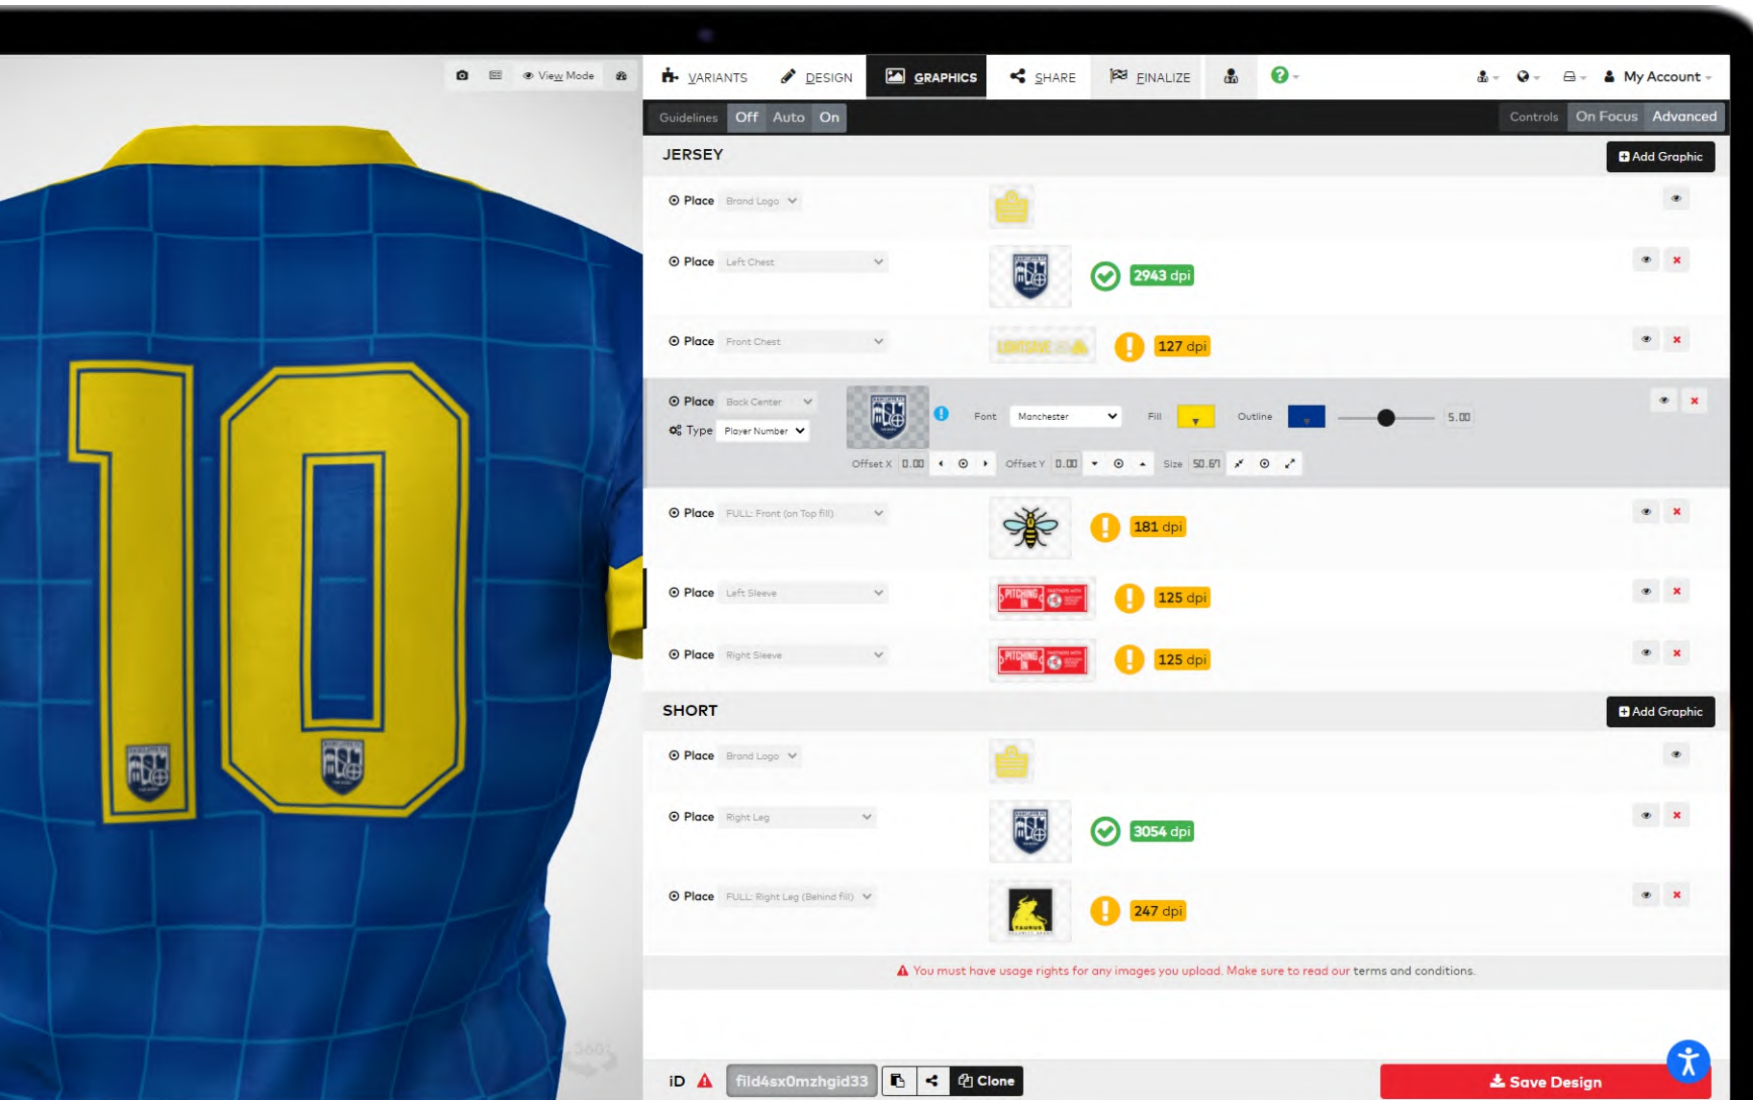 View Mode
VARIANTS
DESIGN
GRAPHICS
SHARE
FINALIZE
?
My Account
Guidelines Off Auto On
Controls On Focus Advanced
JERSEY
Add Graphic
Place Brand Logo
Place Left Chest
2943 dpi
Place Front Chest
127 dpi
Place Back Center
Type Player Number
Font Manchester Fill Outline 5.00
Offset X 0.00 Offset Y 0.00 Size 50.67
Place FULL: Front (on Top fill)
181 dpi
Place Left Sleeve
PITCHING IN
125 dpi
Place Right Sleeve
PITCHING IN
125 dpi
SHORT
Add Graphic
Place Brand Logo
Place Right Leg
3054 dpi
Place FULL: Right Leg (Behind fill)
TAURUS
247 dpi
You must have usage rights for any images you upload. Make sure to read our terms and conditions.
iD fild4sx0mzhgid33 Clone
Save Design
10
360°